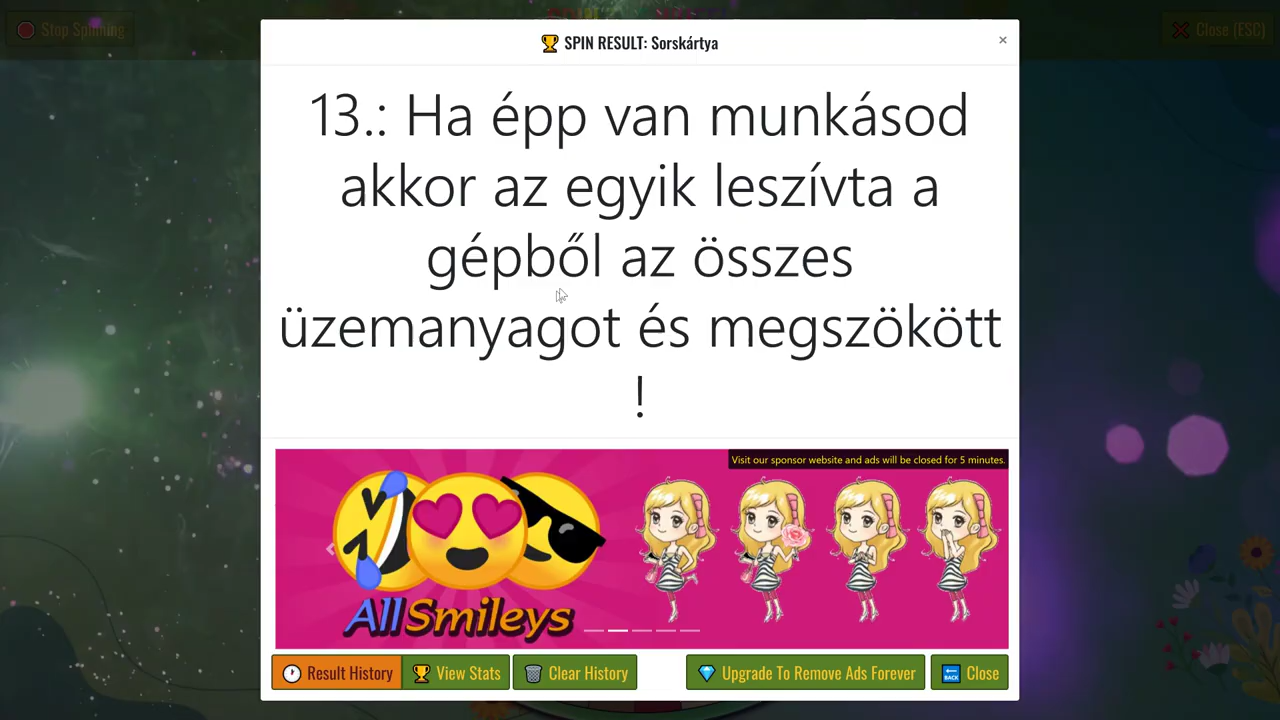 Stop Spinning
Close (ESC)
SPIN RESULT: Sorskártya
×
13.: Ha épp van munkásod
akkor az egyik leszívta a
gépből az összes
üzemanyagot és megszökött
!
Visit our sponsor website and ads will be closed for 5 minutes.
AllSmileys
Result History
View Stats
Clear History
Upgrade To Remove Ads Forever
BACK
Close